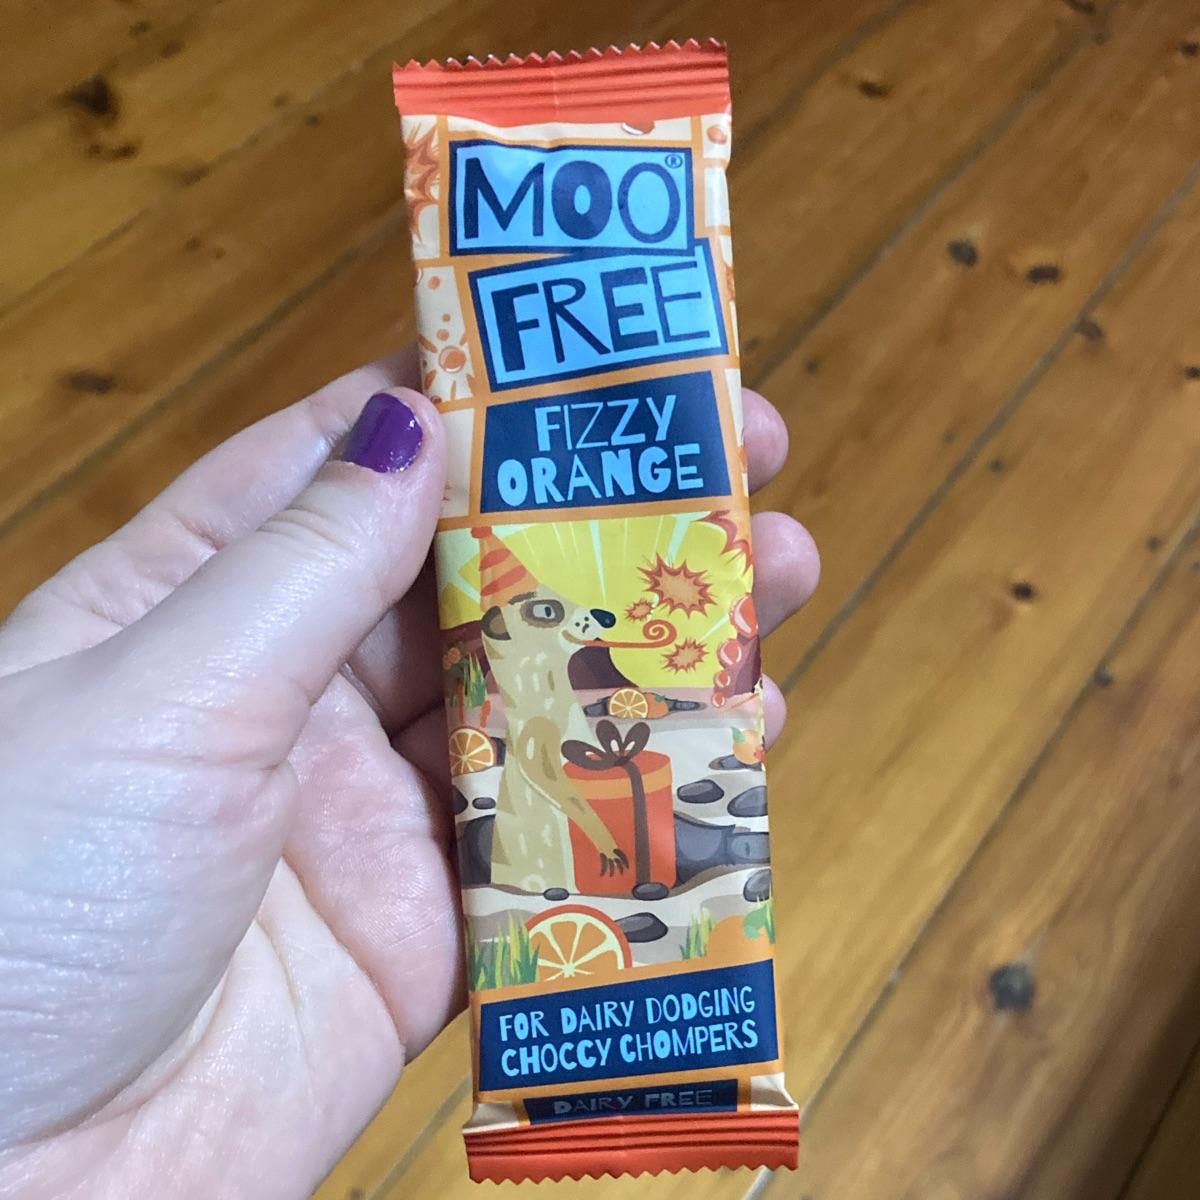 MOO®
FREE
FIZZY
ORANGE
FOR DAIRY DODGING
CHOCCY CHOMPERS
DAIRY FREE